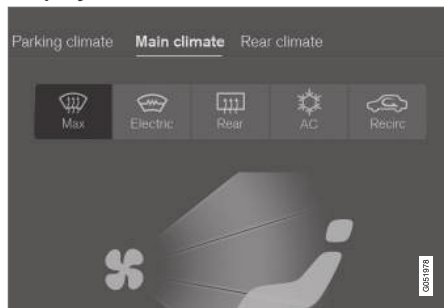 Parking climate Main climate Rear climate
Max Electric Rear AC Recirc
G051978